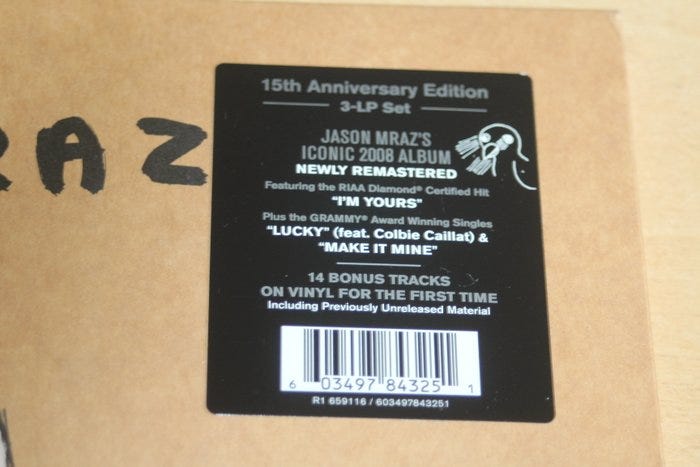 RAZ
15th Anniversary Edition
3-LP Set
JASON MRAZ'S
ICONIC 2008 ALBUM
NEWLY REMASTERED
Featuring the RIAA Diamond® Certified Hit
"I'M YOURS"
Plus the GRAMMY® Award Winning Singles
"LUCKY" (feat. Colbie Caillat) &
"MAKE IT MINE"
14 BONUS TRACKS
ON VINYL FOR THE FIRST TIME
Including Previously Unreleased Material
6 03497 84325 1
R1 659116 / 603497843251